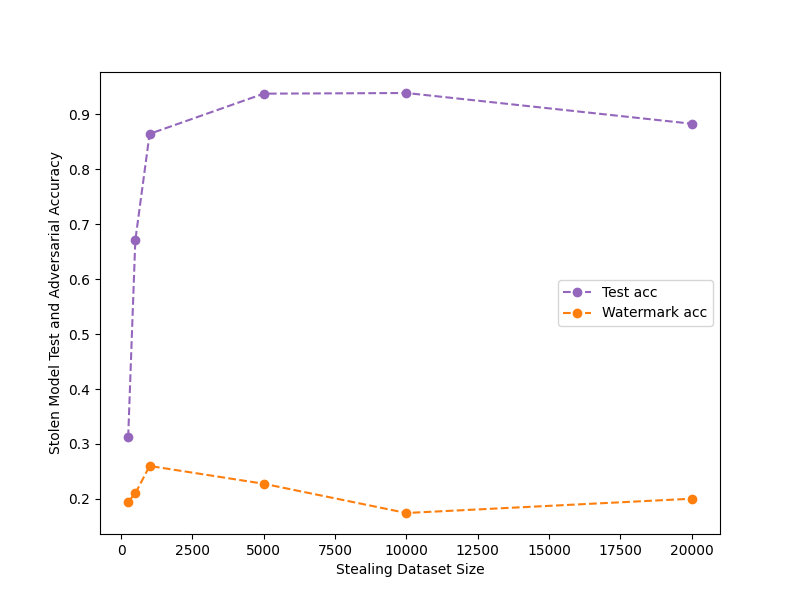 Stolen Model Test and Adversarial Accuracy
0.9
0.8
0.7
0.6
0.5
0.4
0.3
0.2
Test acc
Watermark acc
0 2500 5000 7500 10000 12500 15000 17500 20000
Stealing Dataset Size